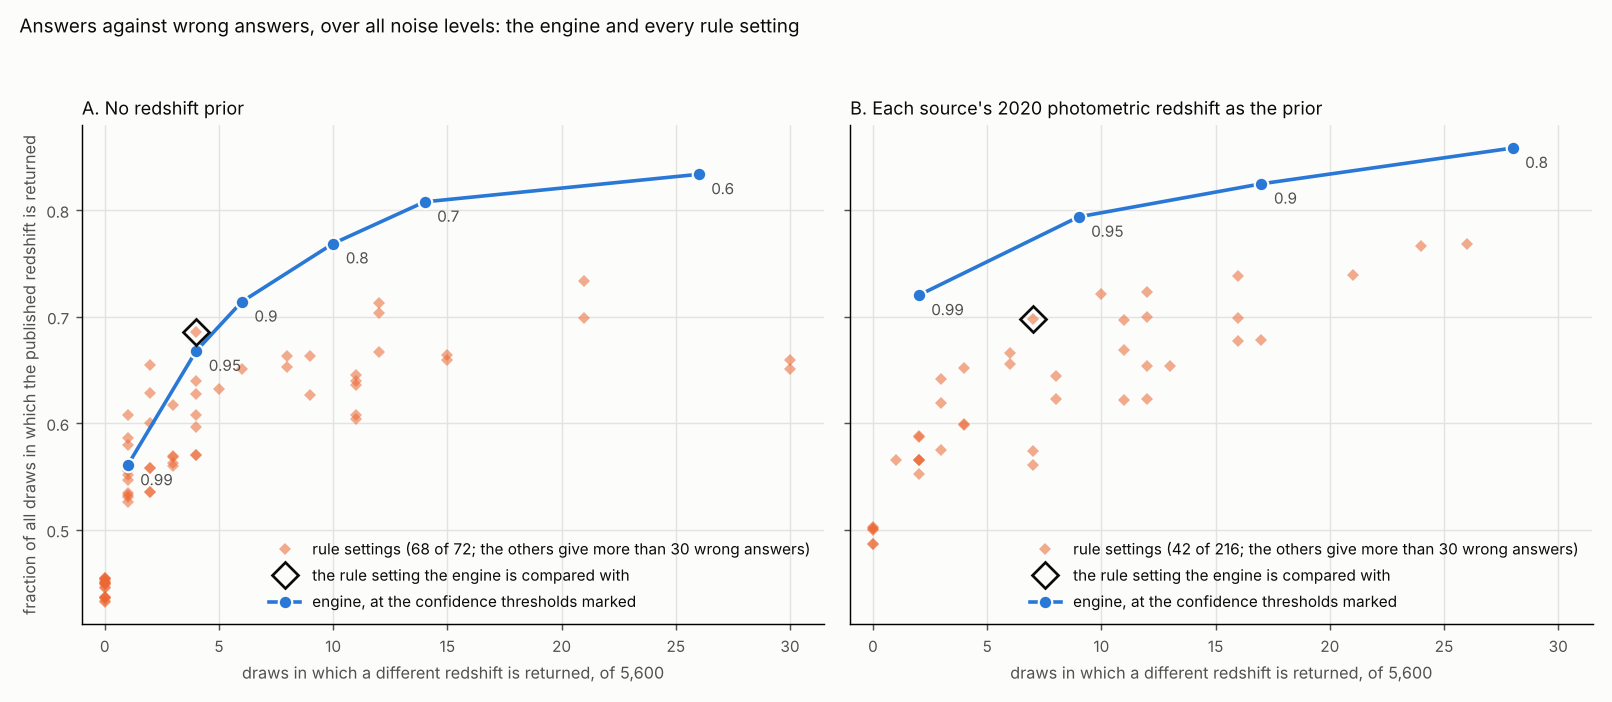 Answers against wrong answers, over all noise levels: the engine and every rule setting
A. No redshift prior
fraction of all draws in which the published redshift is returned
0.8
0.7
0.6
0.5
0.6
0.7
0.8
0.9
0.95
0.99
rule settings (68 of 72; the others give more than 30 wrong answers)
the rule setting the engine is compared with
engine, at the confidence thresholds marked
0 5 10 15 20 25 30
draws in which a different redshift is returned, of 5,600
B. Each source's 2020 photometric redshift as the prior
0.8
0.9
0.95
0.99
rule settings (42 of 216; the others give more than 30 wrong answers)
the rule setting the engine is compared with
engine, at the confidence thresholds marked
0 5 10 15 20 25 30
draws in which a different redshift is returned, of 5,600